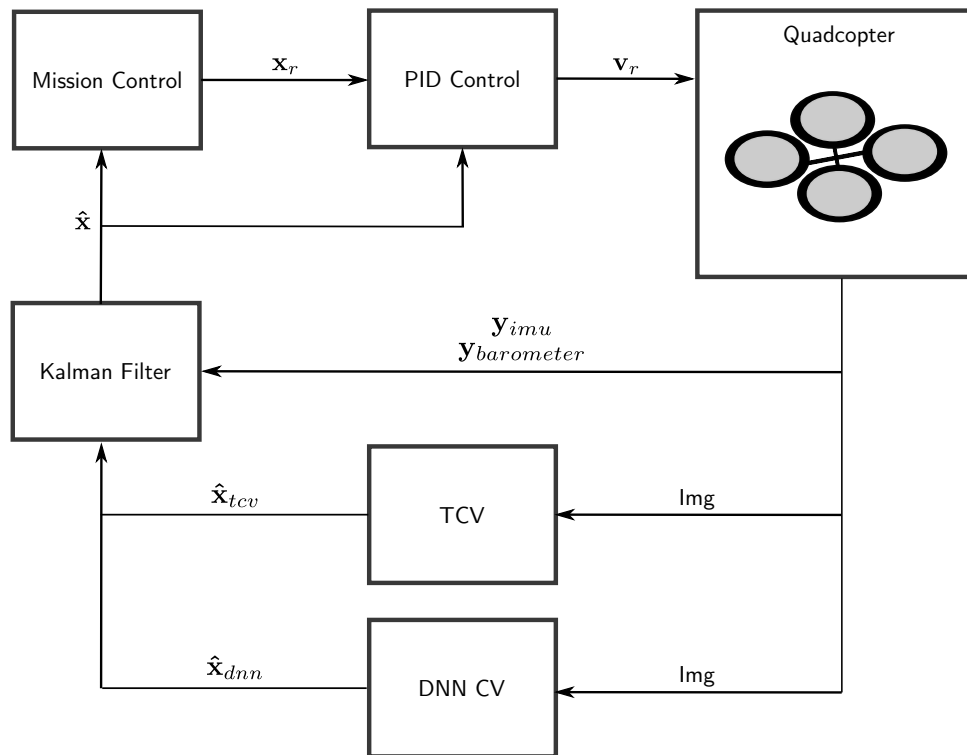 Mission Control
𝐱_r
PID Control
𝐯_r
Quadcopter
𝐱̂
Kalman Filter
𝐲_imu
𝐲_barometer
𝐱̂_tcv
TCV
Img
𝐱̂_dnn
DNN CV
Img